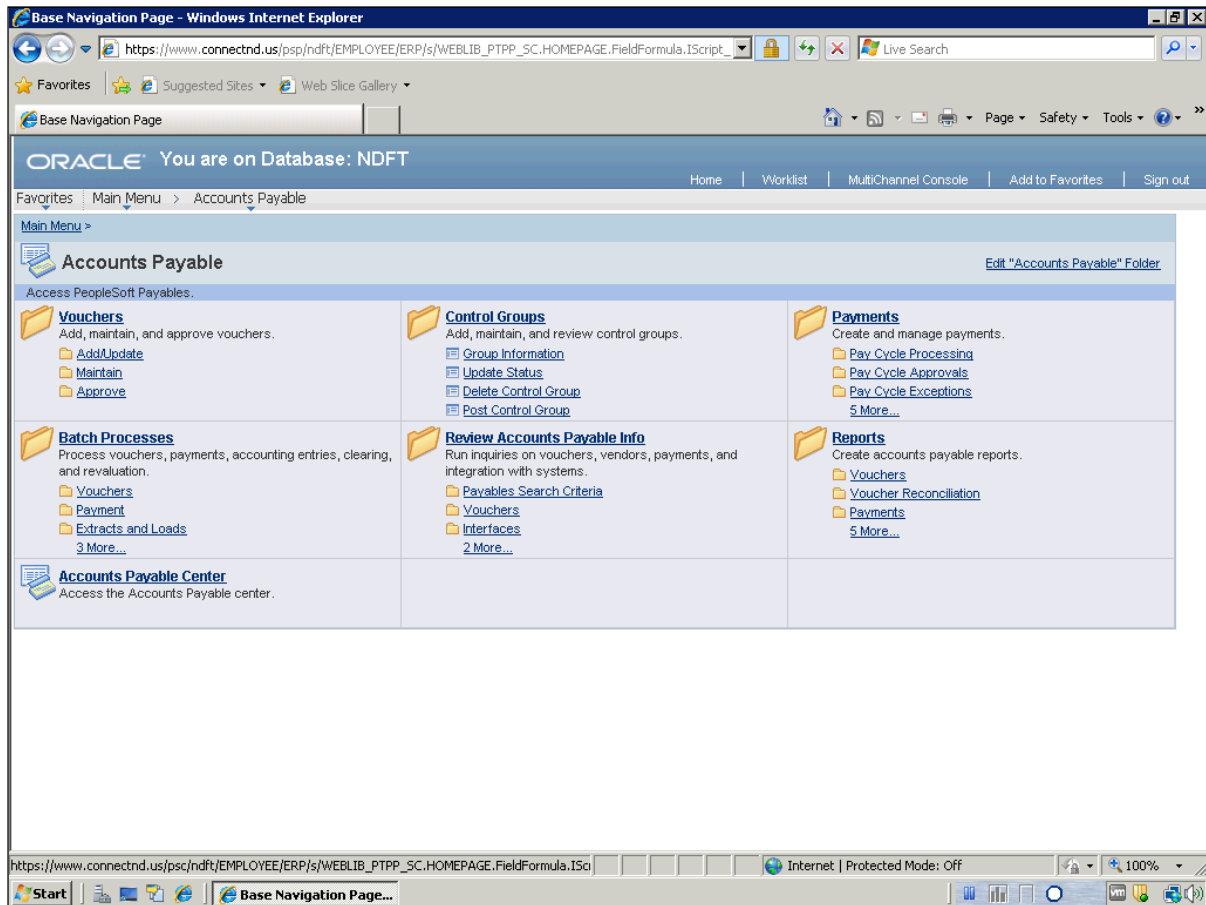 Base Navigation Page - Windows Internet Explorer
https://www.connectnd.us/psp/ndft/EMPLOYEE/ERP/s/WEBLIB_PTPP_SC.HOMEPAGE.FieldFormula.IScript_
Live Search
Favorites Suggested Sites Web Slice Gallery
Base Navigation Page
Page Safety Tools
ORACLE You are on Database: NDFT
Home | Worklist | MultiChannel Console | Add to Favorites | Sign out
Favorites Main Menu > Accounts Payable
Main Menu >
Accounts Payable
Edit "Accounts Payable" Folder
Access PeopleSoft Payables.
Vouchers
Add, maintain, and approve vouchers.
Add/Update
Maintain
Approve
Control Groups
Add, maintain, and review control groups.
Group Information
Update Status
Delete Control Group
Post Control Group
Payments
Create and manage payments.
Pay Cycle Processing
Pay Cycle Approvals
Pay Cycle Exceptions
5 More...
Batch Processes
Process vouchers, payments, accounting entries, clearing,
and revaluation.
Vouchers
Payment
Extracts and Loads
3 More...
Review Accounts Payable Info
Run inquiries on vouchers, vendors, payments, and
integration with systems.
Payables Search Criteria
Vouchers
Interfaces
2 More...
Reports
Create accounts payable reports.
Vouchers
Voucher Reconciliation
Payments
5 More...
Accounts Payable Center
Access the Accounts Payable center.
https://www.connectnd.us/psc/ndft/EMPLOYEE/ERP/s/WEBLIB_PTPP_SC.HOMEPAGE.FieldFormula.IScr
Internet | Protected Mode: Off
100%
Start
Base Navigation Page...